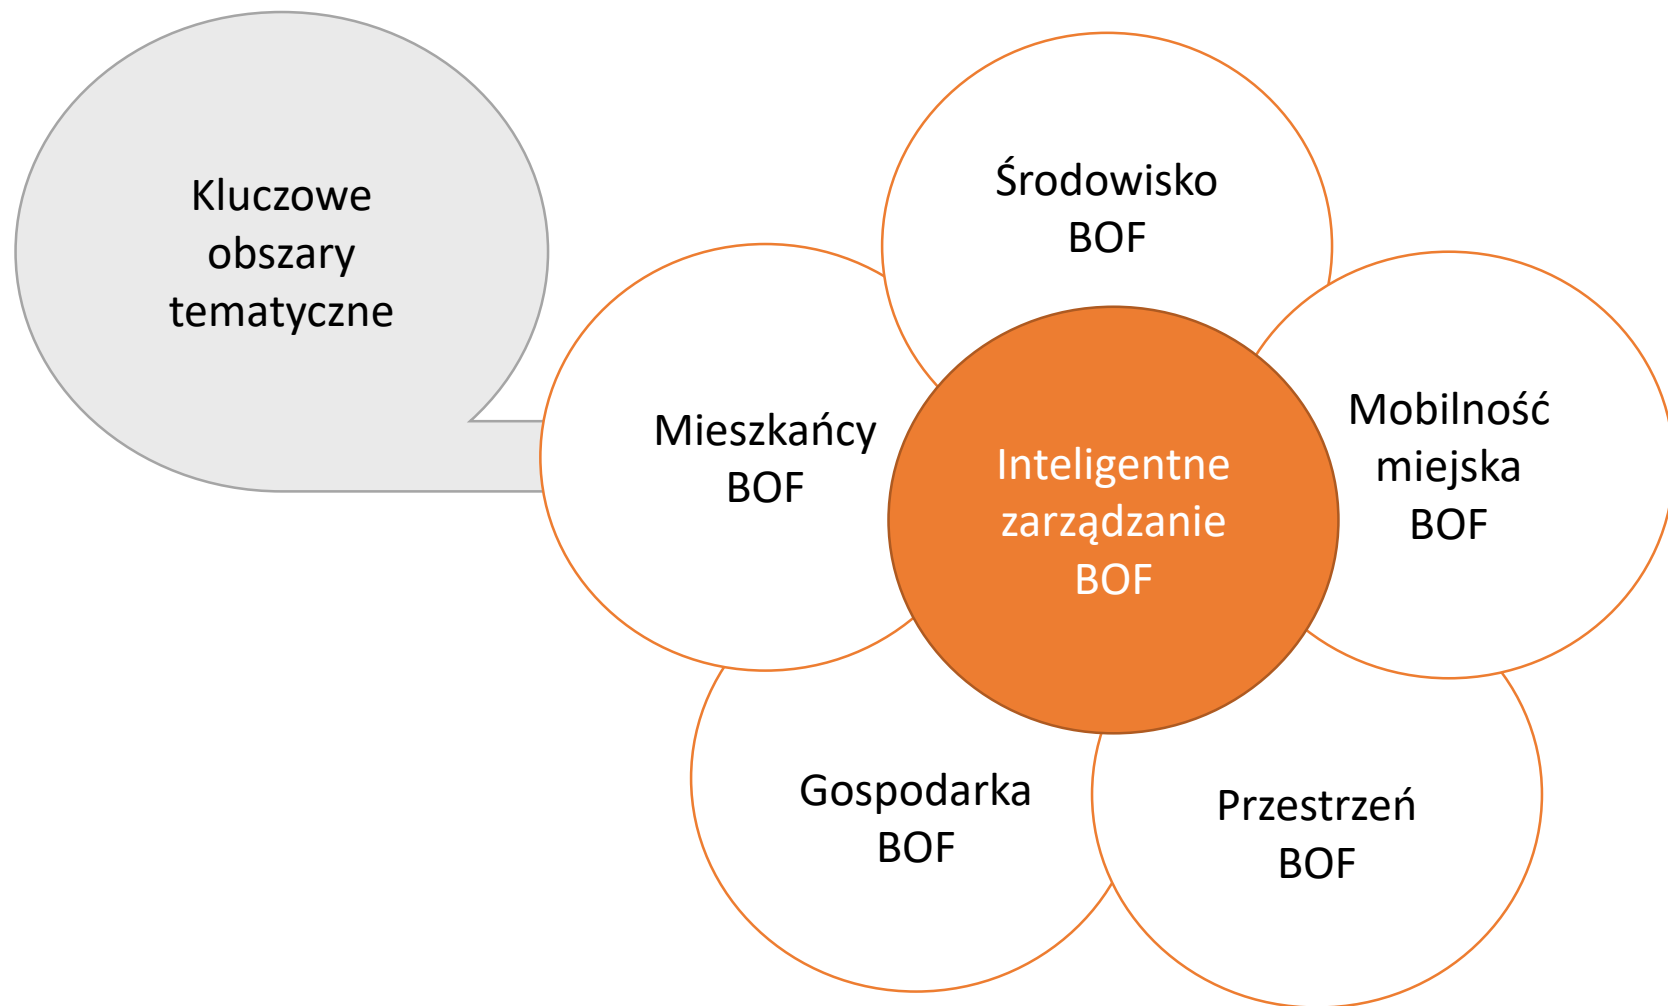 Kluczowe
obszary
tematyczne
Środowisko
BOF
Mieszkańcy
BOF
Inteligentne
zarządzanie
BOF
Mobilność
miejska
BOF
Gospodarka
BOF
Przestrzeń
BOF